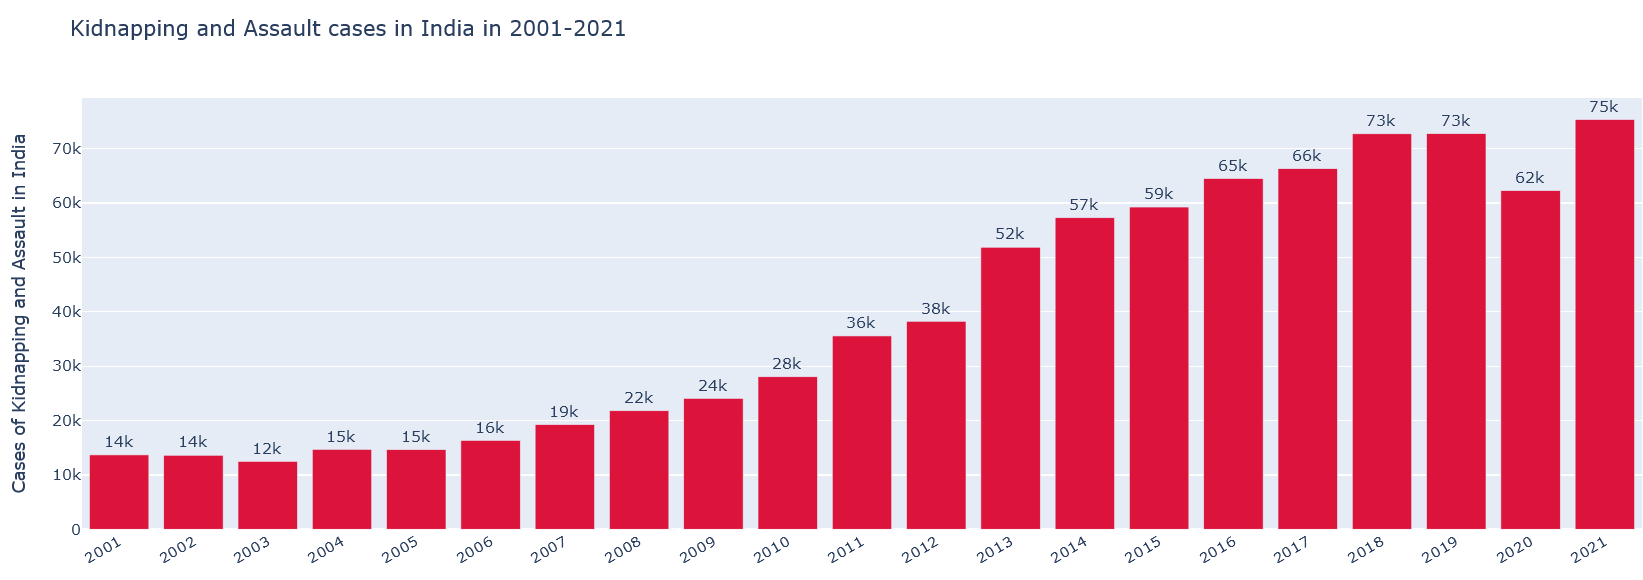 Kidnapping and Assault cases in India in 2001-2021
Cases of Kidnapping and Assault in India
70k
60k
50k
40k
30k
20k
10k
0
14k
14k
12k
15k
15k
16k
19k
22k
24k
28k
36k
38k
52k
57k
59k
65k
66k
73k
73k
62k
75k
2001
2002
2003
2004
2005
2006
2007
2008
2009
2010
2011
2012
2013
2014
2015
2016
2017
2018
2019
2020
2021